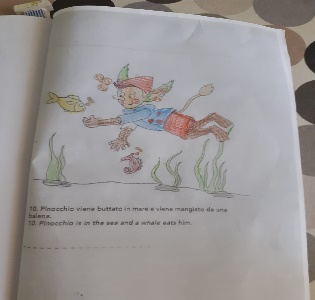 10. Pinocchio viene buttato in mare e viene mangiato da una
balena.
10. Pinocchio is in the sea and a whale eats him.